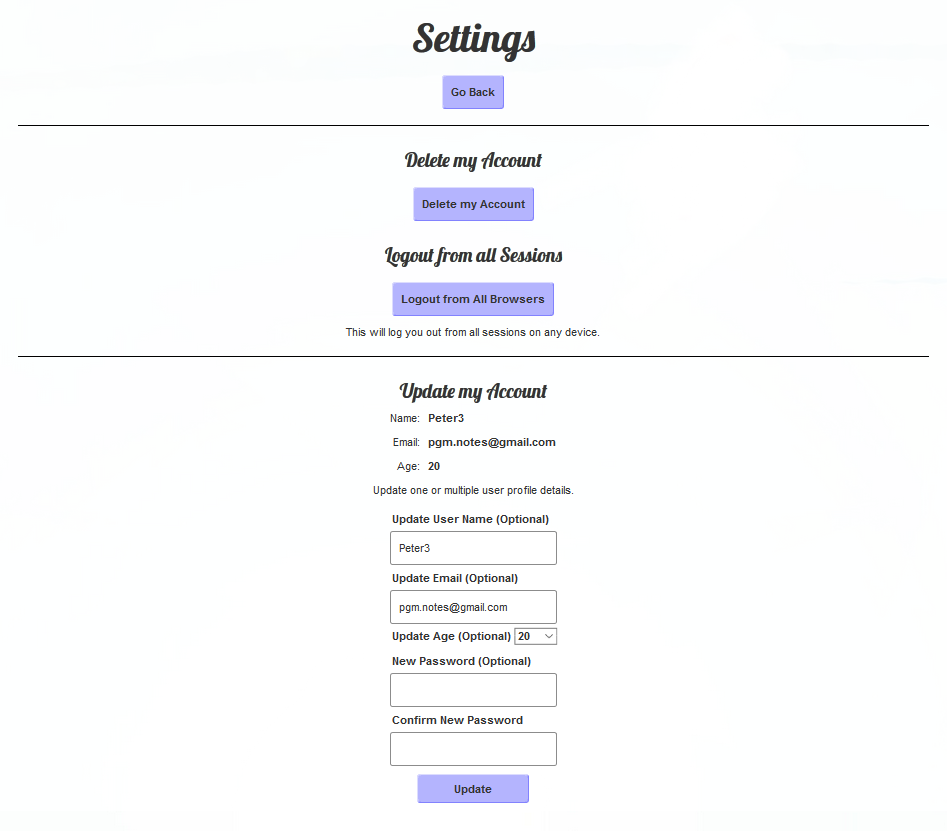 Settings
Go Back
Delete my Account
Delete my Account
Logout from all Sessions
Logout from All Browsers
This will log you out from all sessions on any device.
Update my Account
Name: Peter3
Email: pgm.notes@gmail.com
Age: 20
Update one or multiple user profile details.
Update User Name (Optional)
Peter3
Update Email (Optional)
pgm.notes@gmail.com
Update Age (Optional) 20
New Password (Optional)
Confirm New Password
Update